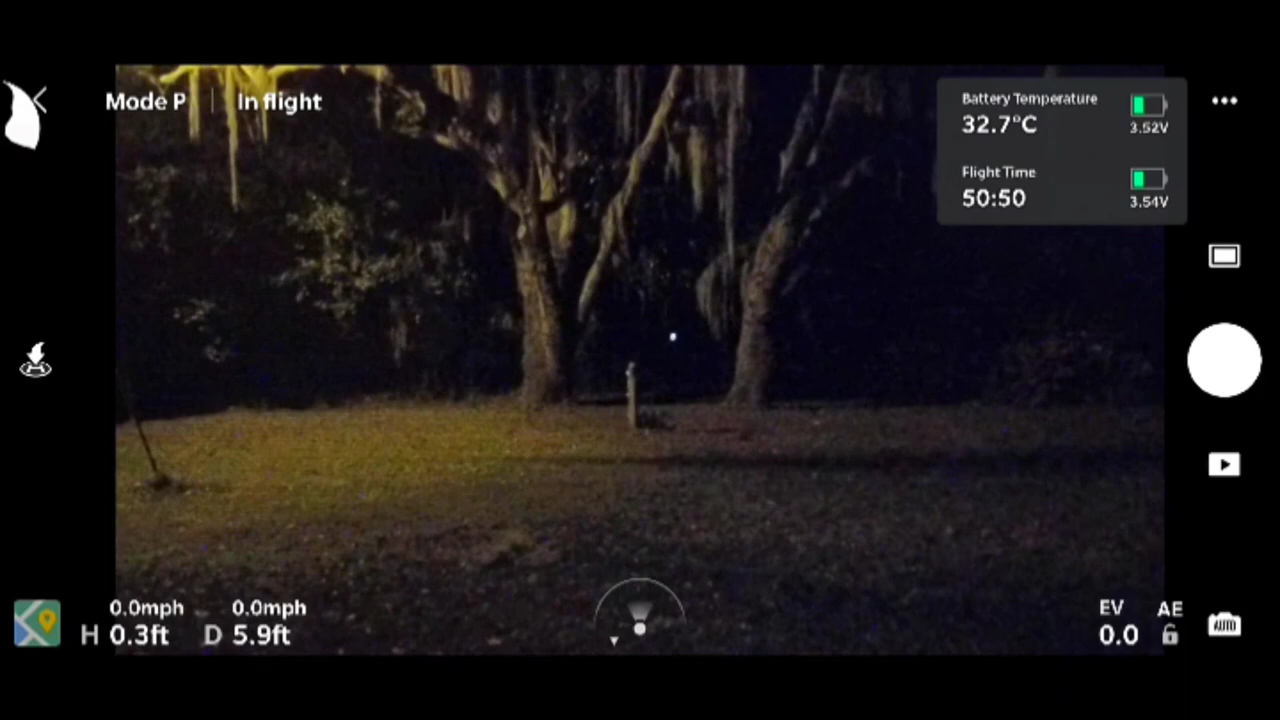 Mode P
In flight
Battery Temperature
32.7°C
3.52V
Flight Time
50:50
3.54V
0.0mph 0.0mph
H 0.3ft D 5.9ft
EV AE
0.0
AUTO